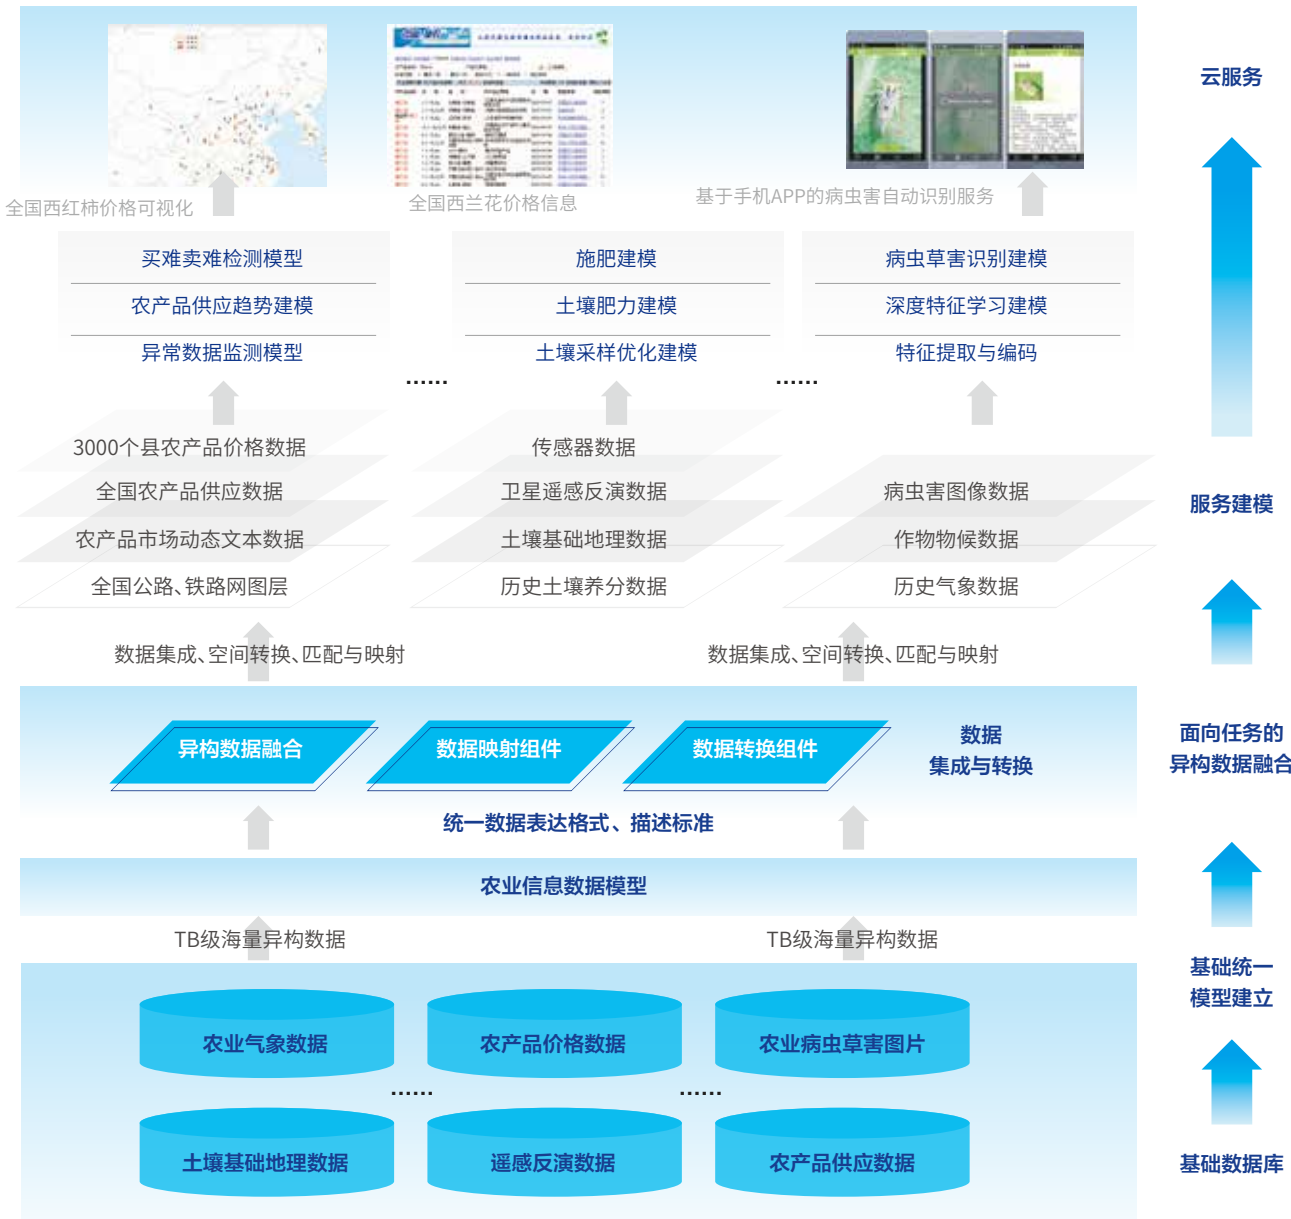 云服务
全国西红柿价格可视化
全国西兰花价格信息
基于手机APP的病虫害自动识别服务
买难卖难检测模型
施肥建模
病虫草害识别建模
农产品供应趋势建模
土壤肥力建模
深度特征学习建模
异常数据监测模型
土壤采样优化建模
特征提取与编码
......
......
3000个县农产品价格数据
传感器数据
全国农产品供应数据
卫星遥感反演数据
病虫害图像数据
服务建模
农产品市场动态文本数据
土壤基础地理数据
作物物候数据
全国公路、铁路网图层
历史土壤养分数据
历史气象数据
数据集成、空间转换、匹配与映射
数据集成、空间转换、匹配与映射
异构数据融合
数据映射组件
数据转换组件
数据
集成与转换
面向任务的
异构数据融合
统一数据表达格式、描述标准
农业信息数据模型
TB级海量异构数据
TB级海量异构数据
基础统一
模型建立
农业气象数据
农产品价格数据
农业病虫草害图片
......
......
土壤基础地理数据
遥感反演数据
农产品供应数据
基础数据库